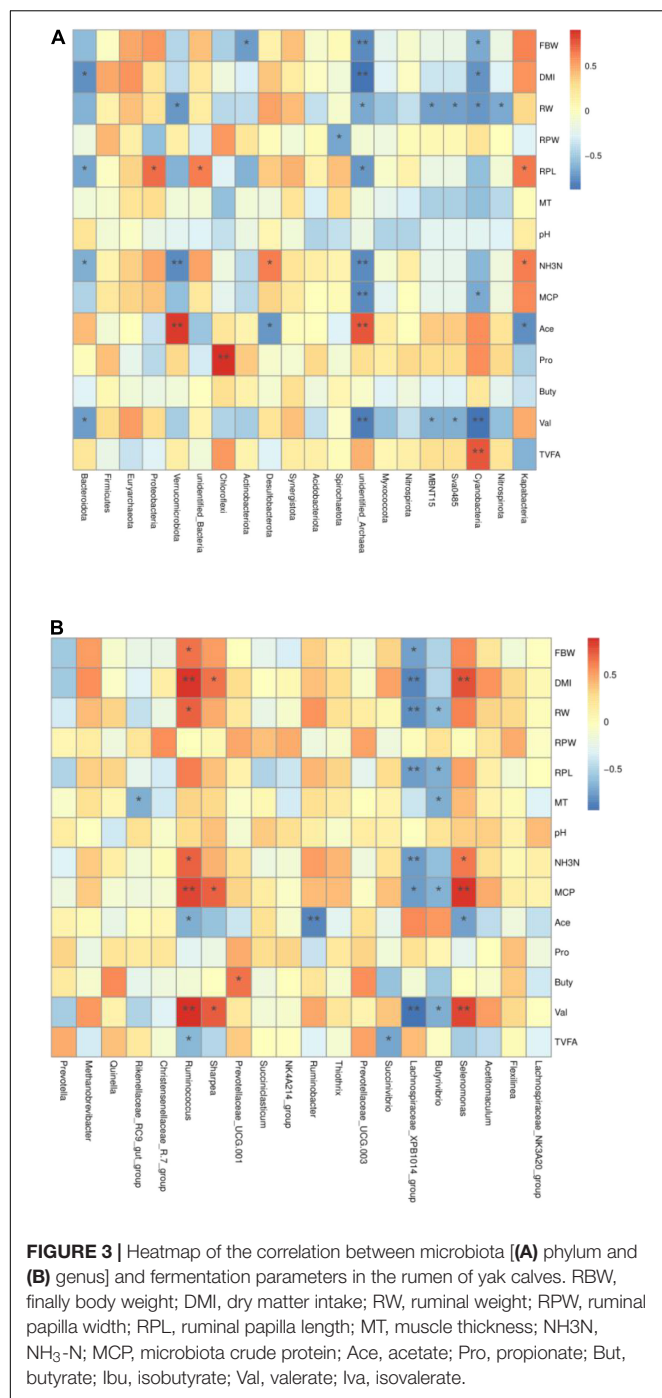 A
0.5
0
−0.5
FBW
DMI
RW
RPW
RPL
MT
pH
NH3N
MCP
Ace
Pro
Buty
Val
TVFA
* ** *
* ** *
* * * * * *
*
* * * * *
* ** * ** *
** *
** * ** *
**
* ** * * **
**
Bacteroidota
Firmicutes
Euryarchaeota
Proteobacteria
Verrucomicrobiota
unidentified_Bacteria
Chloroflexi
Actinobacteriota
Desulfobacterota
Synergistota
Acidobacteriota
Spirochaetota
unidentified_Archaea
Myxococcota
Nitrospirota
MBNT15
Sva0485
Cyanobacteria
Nitrospinota
Kapabacteria
B
0.5
0
−0.5
FBW
DMI
RW
RPW
RPL
MT
pH
NH3N
MCP
Ace
Pro
Buty
Val
TVFA
* *
** * ** **
* ** *
** *
* *
* ** *
** * * * **
* ** *
*
** * ** * **
* *
Prevotella
Methanobrevibacter
Quinella
Rikenellaceae_RC9_gut_group
Christensenellaceae_R.7_group
Ruminococcus
Sharpea
Prevotellaceae_UCG.001
Succiniclasticum
NK4A214_group
Ruminobacter
Thiothrix
Prevotellaceae_UCG.003
Succinivibrio
Lachnospiraceae_XPB1014_group
Butyrivibrio
Selenomonas
Acetitomaculum
Flexilinea
Lachnospiraceae_NK3A20_group
FIGURE 3 | Heatmap of the correlation between microbiota [(A) phylum and
(B) genus] and fermentation parameters in the rumen of yak calves. RBW,
finally body weight; DMI, dry matter intake; RW, ruminal weight; RPW, ruminal
papilla width; RPL, ruminal papilla length; MT, muscle thickness; NH3N,
NH₃-N; MCP, microbiota crude protein; Ace, acetate; Pro, propionate; But,
butyrate; Ibu, isobutyrate; Val, valerate; Iva, isovalerate.